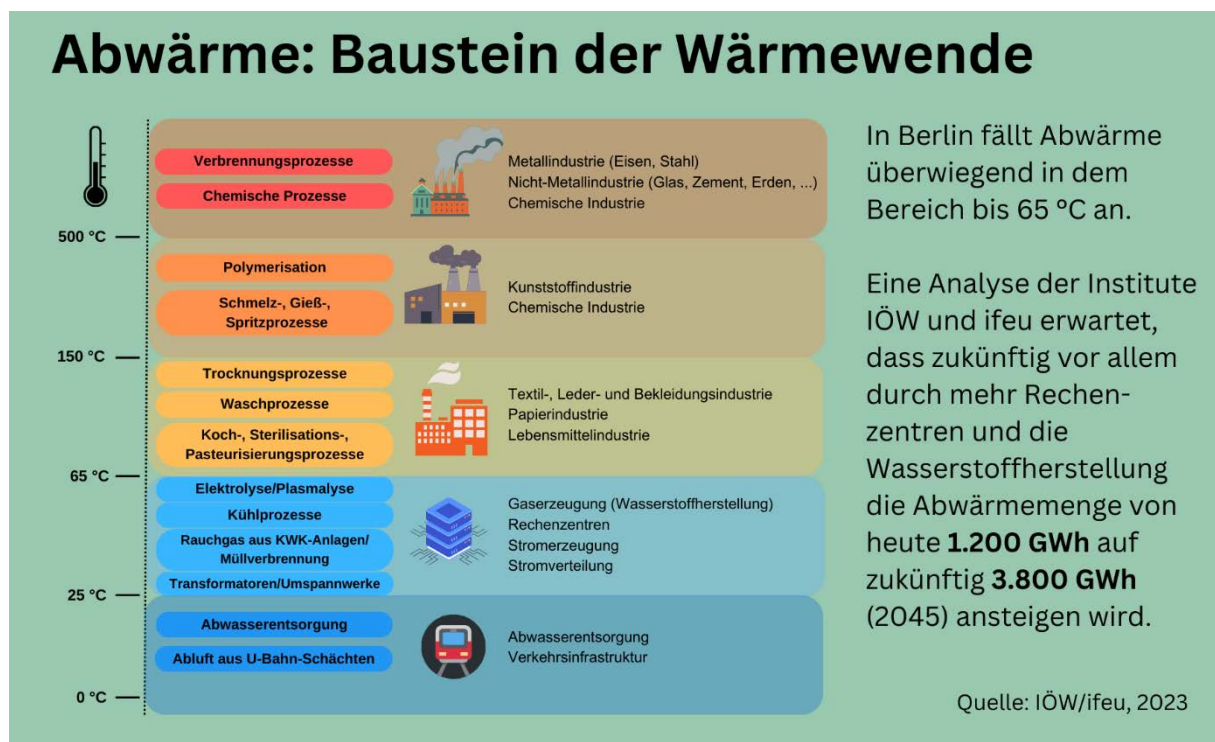 Abwärme: Baustein der Wärmewende
Verbrennungsprozesse
Chemische Prozesse
Metallindustrie (Eisen, Stahl)
Nicht-Metallindustrie (Glas, Zement, Erden, ...)
Chemische Industrie
500 °C
Polymerisation
Schmelz-, Gieß-,
Spritzprozesse
Kunststoffindustrie
Chemische Industrie
150 °C
Trocknungsprozesse
Waschprozesse
Koch-, Sterilisations-,
Pasteurisierungsprozesse
Textil-, Leder- und Bekleidungsindustrie
Papierindustrie
Lebensmittelindustrie
65 °C
Elektrolyse/Plasmalyse
Kühlprozesse
Rauchgas aus KWK-Anlagen/
Müllverbrennung
Transformatoren/Umspannwerke
Gaserzeugung (Wasserstoffherstellung)
Rechenzentren
Stromerzeugung
Stromverteilung
25 °C
Abwasserentsorgung
Abluft aus U-Bahn-Schächten
Abwasserentsorgung
Verkehrsinfrastruktur
0 °C
In Berlin fällt Abwärme
überwiegend in dem
Bereich bis 65 °C an.
Eine Analyse der Institute
IÖW und ifeu erwartet,
dass zukünftig vor allem
durch mehr Rechen-
zentren und die
Wasserstoffherstellung
die Abwärmemenge von
heute 1.200 GWh auf
zukünftig 3.800 GWh
(2045) ansteigen wird.
Quelle: IÖW/ifeu, 2023